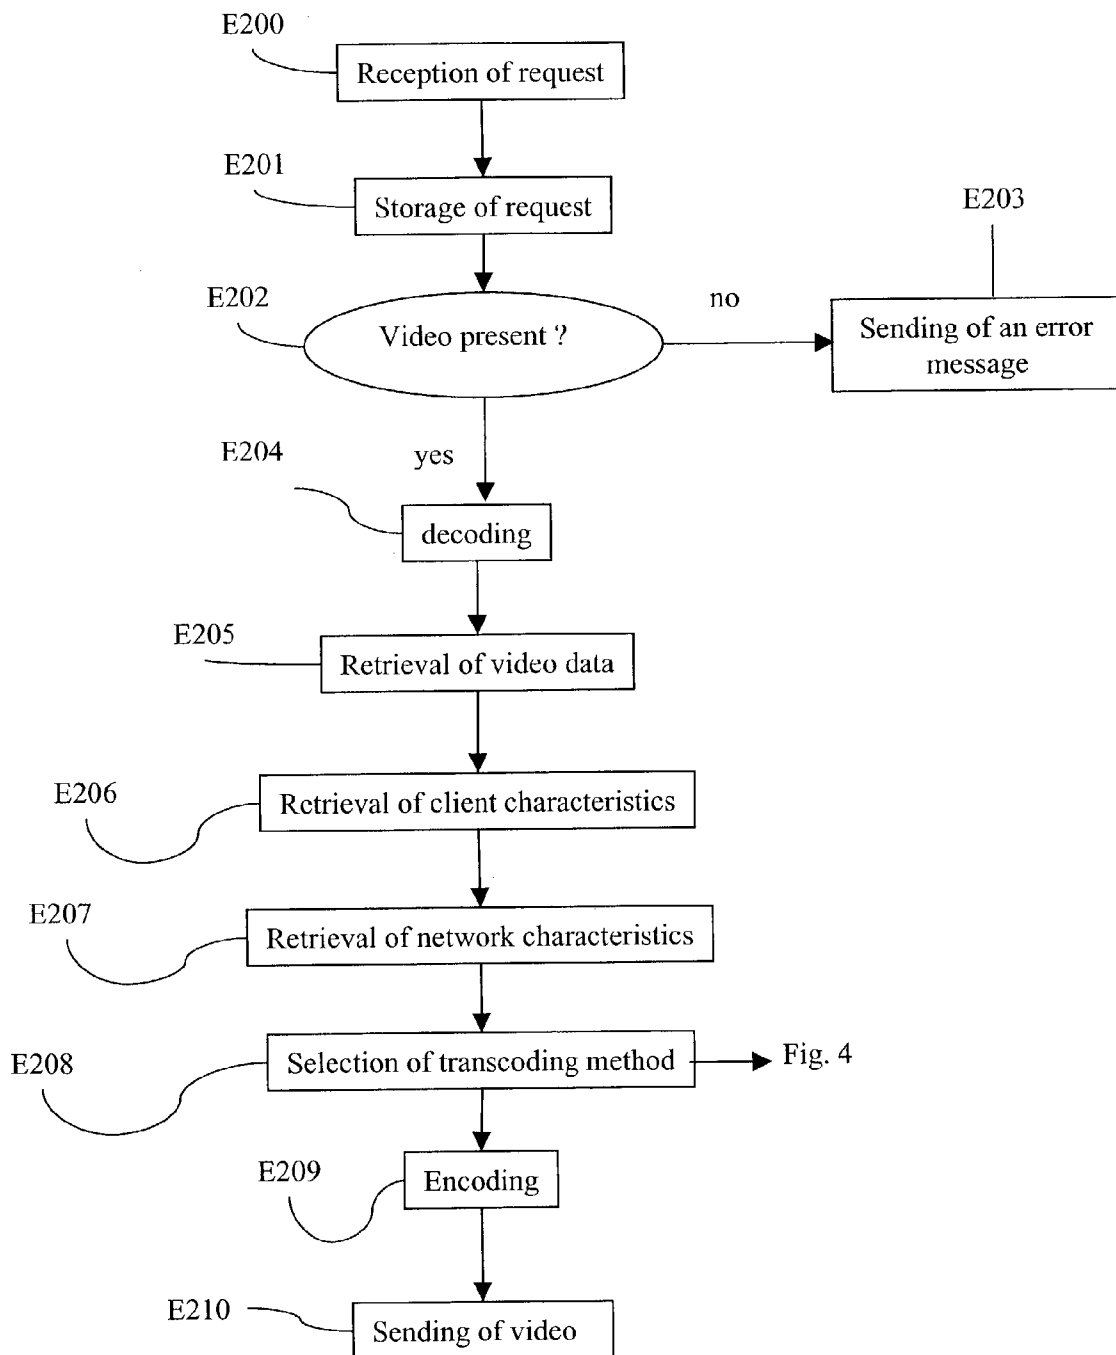 E200
Reception of request
E201
Storage of request
E203
E202
no
Video present ?
Sending of an error
message
E204
yes
decoding
E205
Retrieval of video data
E206
Retrieval of client characteristics
E207
Retrieval of network characteristics
E208
Selection of transcoding method
Fig. 4
E209
Encoding
E210
Sending of video